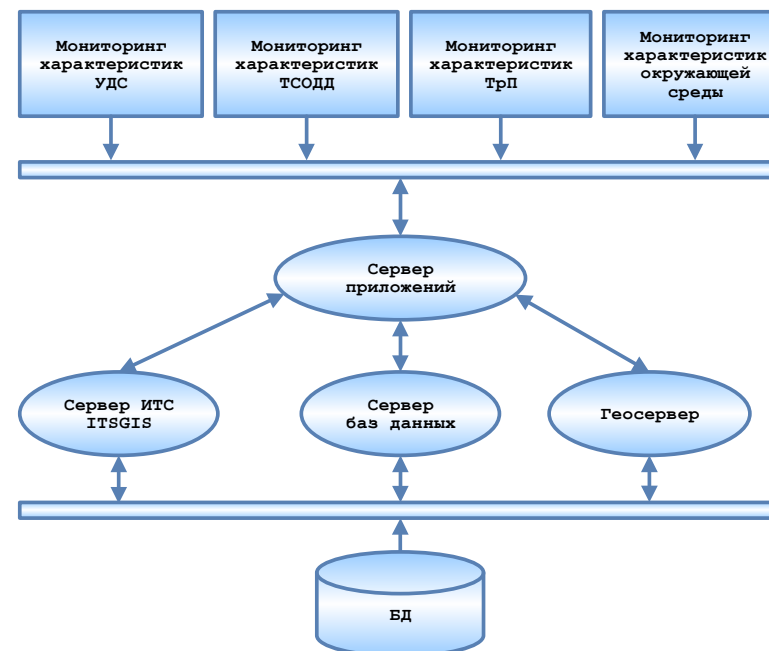 Мониторинг
характеристик
УДС
Мониторинг
характеристик
ТСОДД
Мониторинг
характеристик
ТрП
Мониторинг
характеристик
окружающей
среды
Сервер
приложений
Сервер ИТС
ITSGIS
Сервер
баз данных
Геосервер
БД